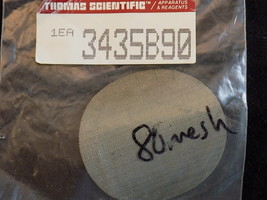 THOMAS SCIENTIFIC™ / APPARATUS & REAGENTS
1EA 3435B90
80 mesh